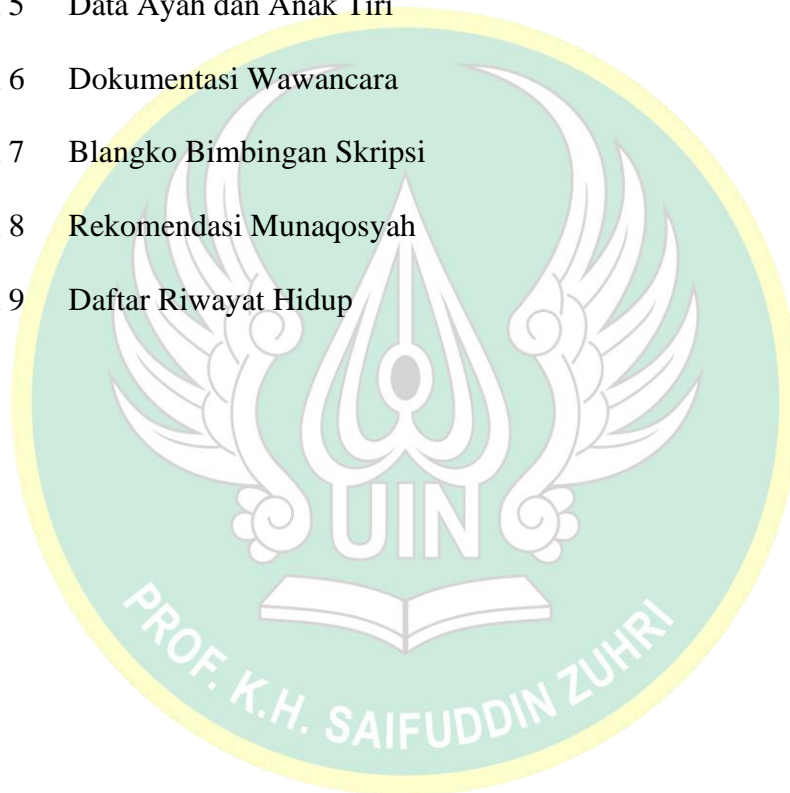 5 Data Ayah dan Anak Tiri
6 Dokumentasi Wawancara
7 Blangko Bimbingan Skripsi
8 Rekomendasi Munaqosyah
9 Daftar Riwayat Hidup
UIN
PROF. K.H. SAIFUDDIN ZUHRI